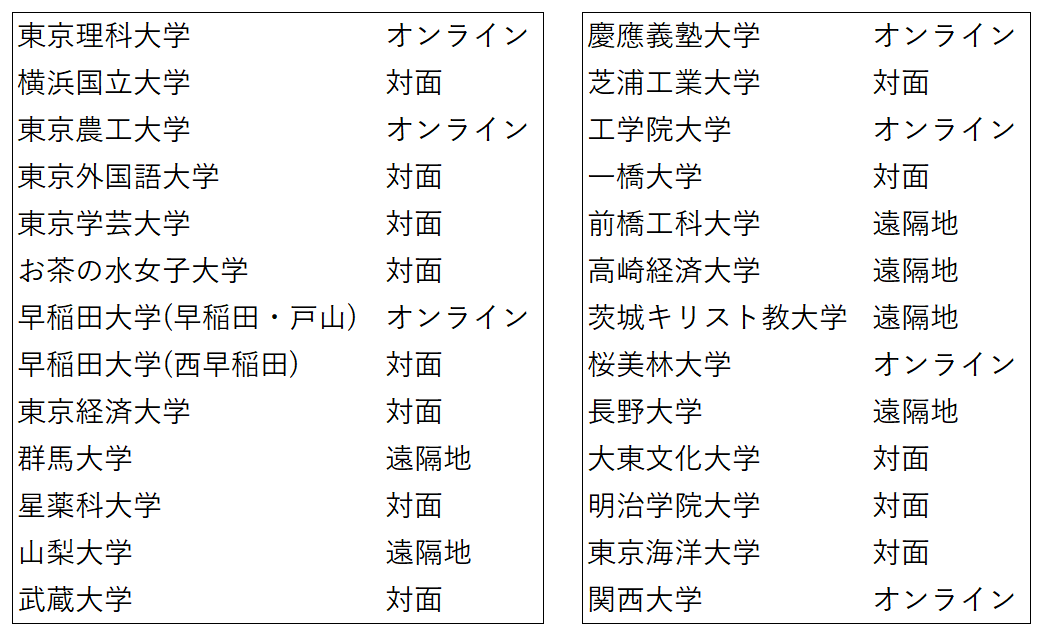 東京理科大学 オンライン
横浜国立大学 対面
東京農工大学 オンライン
東京外国語大学 対面
東京学芸大学 対面
お茶の水女子大学 対面
早稲田大学(早稲田・戸山) オンライン
早稲田大学(西早稲田) 対面
東京経済大学 対面
群馬大学 遠隔地
星薬科大学 対面
山梨大学 遠隔地
武蔵大学 対面
慶應義塾大学 オンライン
芝浦工業大学 対面
工学院大学 オンライン
一橋大学 対面
前橋工科大学 遠隔地
高崎経済大学 遠隔地
茨城キリスト教大学 遠隔地
桜美林大学 オンライン
長野大学 遠隔地
大東文化大学 対面
明治学院大学 対面
東京海洋大学 対面
関西大学 オンライン